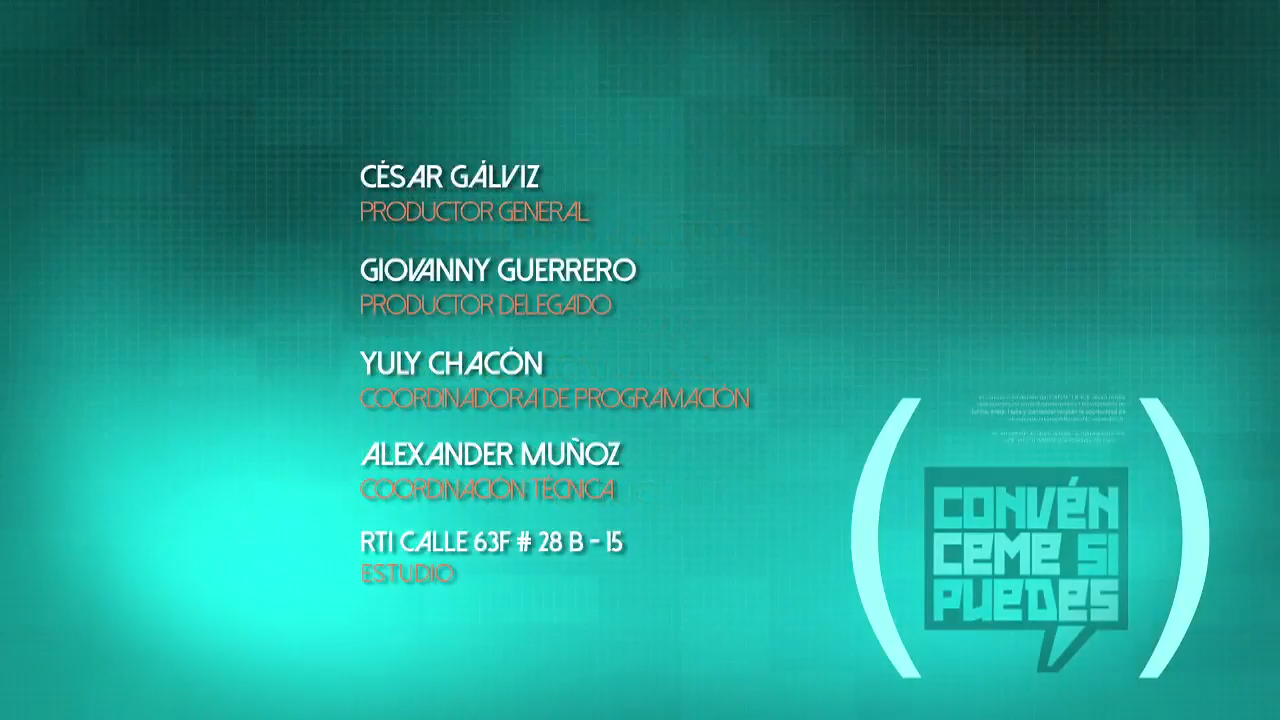 CÉSAR GÁLVIZ
PRODUCTOR GENERAL
GIOVANNY GUERRERO
PRODUCTOR DELEGADO
YULY CHACÓN
COORDINADORA DE PROGRAMACIÓN
ALEXANDER MUÑOZ
COORDINACIÓN TÉCNICA
RTI CALLE 63F # 28 B - 15
ESTUDIO
CONVÉN
CEME SI
PUEDES